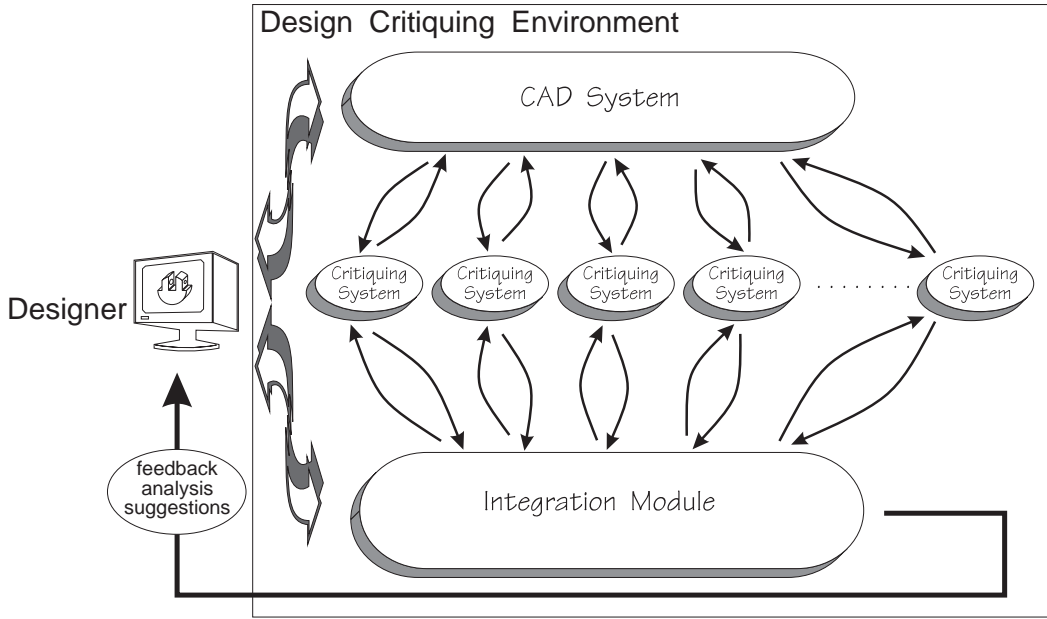 Design Critiquing Environment
CAD System
Critiquing
System
Critiquing
System
Critiquing
System
Critiquing
System
. . . . . . . .
Critiquing
System
Designer
feedback
analysis
suggestions
Integration Module